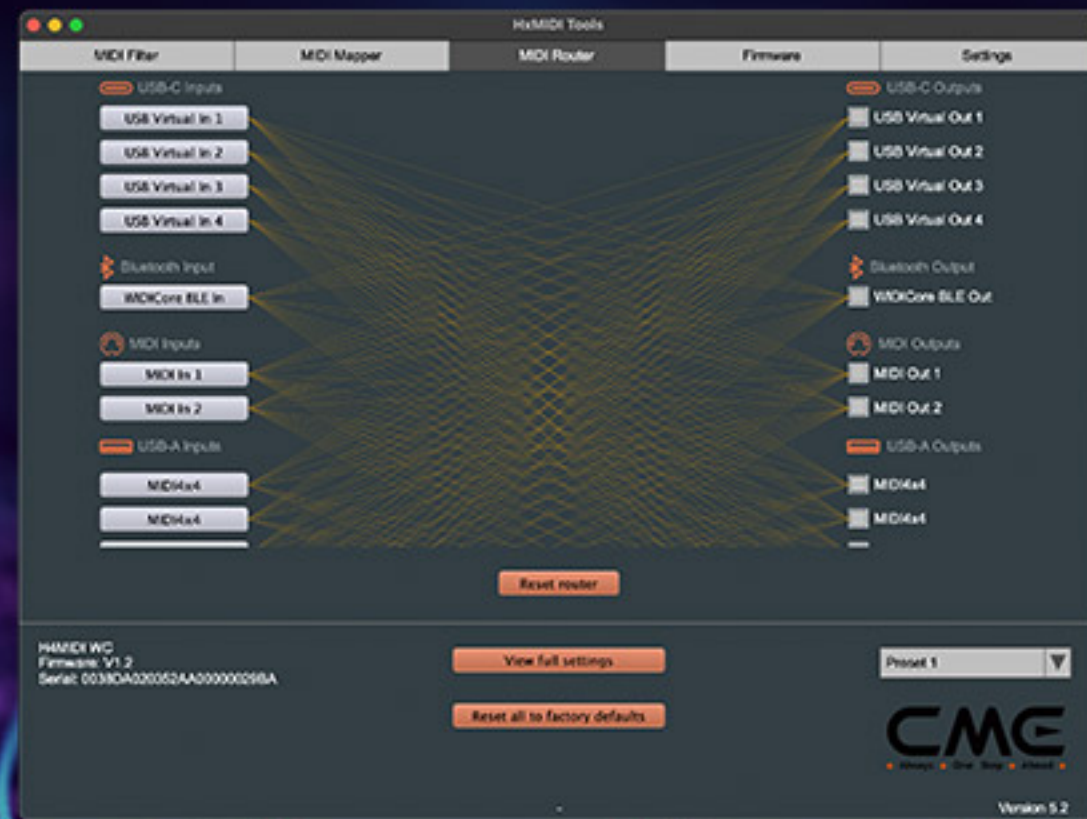 HxMIDI Tools
MIDI Filter MIDI Mapper MIDI Router Firmware Settings
USB-C Inputs USB-C Outputs
USB Virtual In 1 USB Virtual Out 1
USB Virtual In 2 USB Virtual Out 2
USB Virtual In 3 USB Virtual Out 3
USB Virtual In 4 USB Virtual Out 4
Bluetooth Input Bluetooth Output
WIDICore BLE In WIDICore BLE Out
MIDI Inputs MIDI Outputs
MIDI In 1 MIDI Out 1
MIDI In 2 MIDI Out 2
USB-A Inputs USB-A Outputs
MIDI4x4 MIDI4x4
MIDI4x4 MIDI4x4
Reset router
H4MIDI WC
Firmware: V1.2
Serial:
View full settings
Reset all to factory defaults
Preset 1
CME
Always One Step Ahead
-
Version 5.2